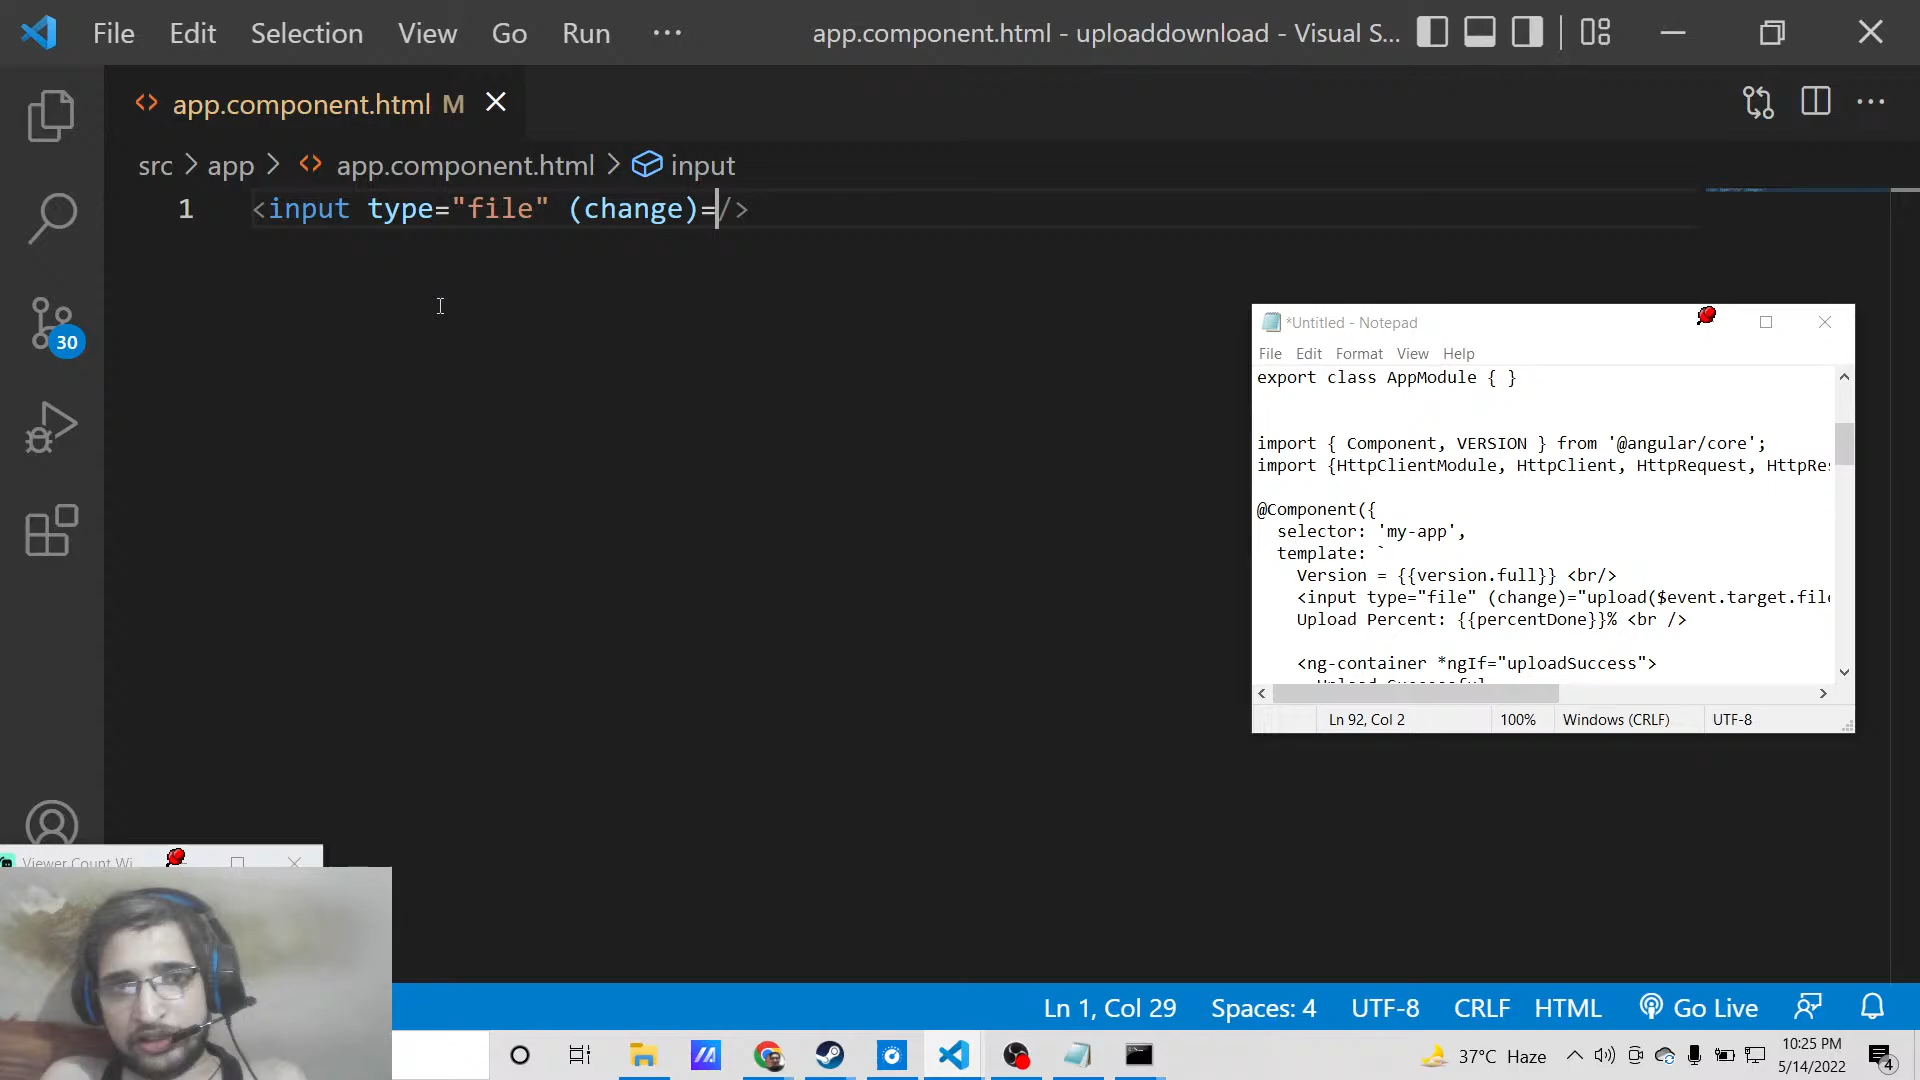 File Edit Selection View Go Run ··· app.component.html - uploaddownload - Visual S...
app.component.html M
src > app > app.component.html > input
1 <input type="file" (change)=/>
30
*Untitled - Notepad
File Edit Format View Help
export class AppModule { }
import { Component, VERSION } from '@angular/core';
import {HttpClientModule, HttpClient, HttpRequest, HttpRe
@Component({
selector: 'my-app',
template: `
Version = {{version.full}} <br/>
<input type="file" (change)="upload($event.target.file
Upload Percent: {{percentDone}}% <br />
<ng-container *ngIf="uploadSuccess">
Ln 92, Col 2 100% Windows (CRLF) UTF-8
Viewer Count Wi
Ln 1, Col 29 Spaces: 4 UTF-8 CRLF HTML Go Live
37°C Haze
10:25 PM
5/14/2022
4